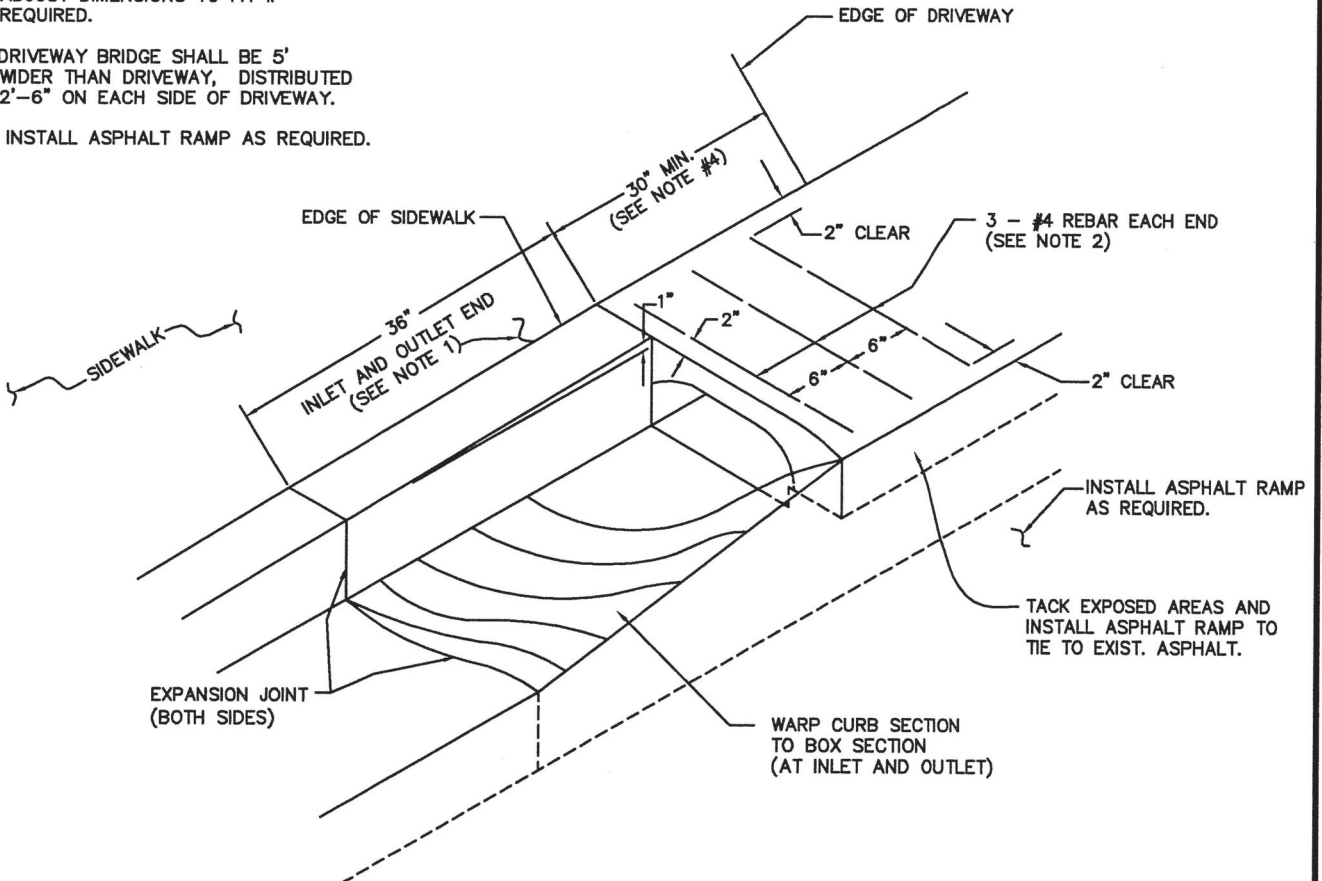 REQUIRED.
DRIVEWAY BRIDGE SHALL BE 5'
WIDER THAN DRIVEWAY, DISTRIBUTED
2'-6" ON EACH SIDE OF DRIVEWAY.
INSTALL ASPHALT RAMP AS REQUIRED.
EDGE OF DRIVEWAY
30" MIN.
(SEE NOTE #4)
EDGE OF SIDEWALK
2" CLEAR
3 - #4 REBAR EACH END
(SEE NOTE 2)
SIDEWALK
36"
INLET AND OUTLET END
(SEE NOTE 1)
1"
2"
6"
6"
2" CLEAR
INSTALL ASPHALT RAMP
AS REQUIRED.
TACK EXPOSED AREAS AND
INSTALL ASPHALT RAMP TO
TIE TO EXIST. ASPHALT.
EXPANSION JOINT
(BOTH SIDES)
WARP CURB SECTION
TO BOX SECTION
(AT INLET AND OUTLET)